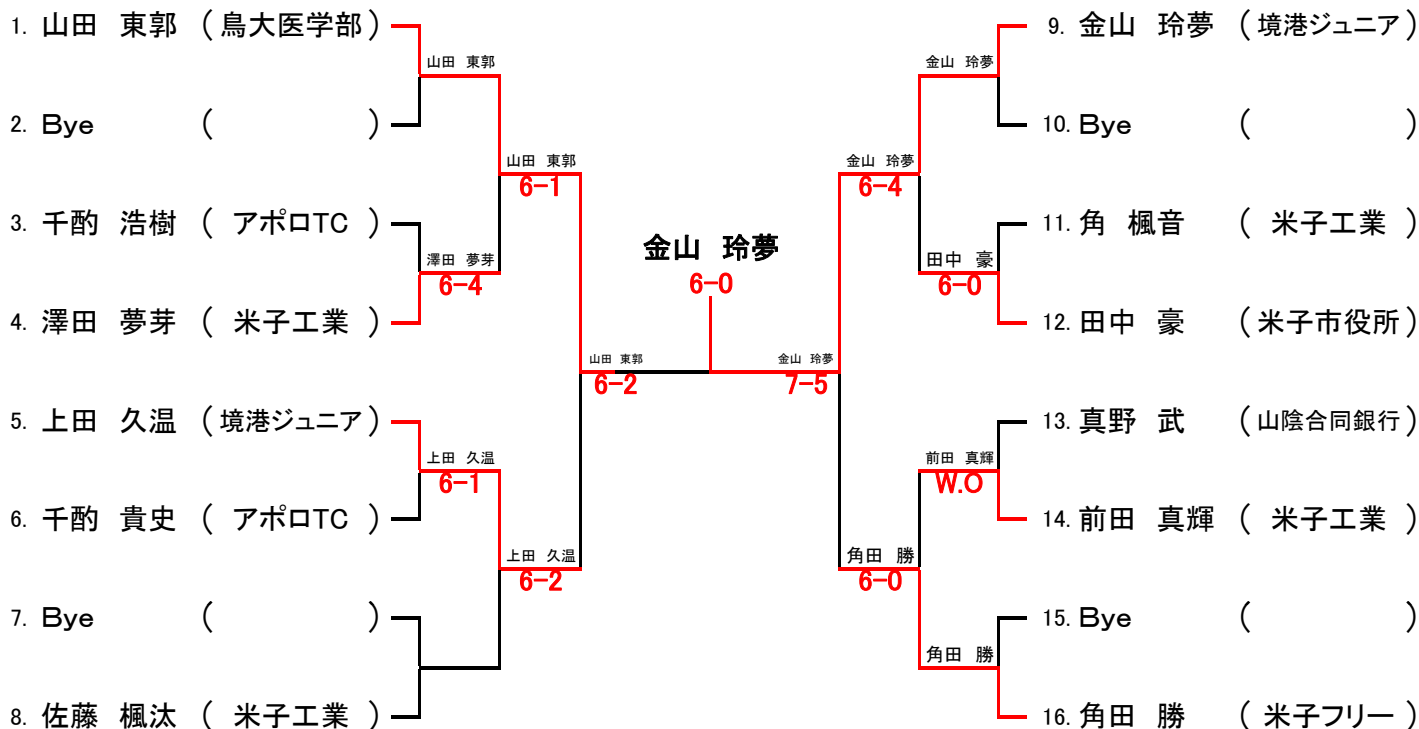 1. 山田 東郭 (鳥大医学部)
2. Bye ( )
3. 千酌 浩樹 ( アポロTC )
4. 澤田 夢芽 ( 米子工業 )
5. 上田 久温 (境港ジュニア)
6. 千酌 貴史 ( アポロTC )
7. Bye ( )
8. 佐藤 楓汰 ( 米子工業 )
山田 東郭
澤田 夢芽
6-4
上田 久温
6-1
山田 東郭
6-1
上田 久温
6-2
山田 東郭
6-2
金山 玲夢
6-0
金山 玲夢
7-5
金山 玲夢
6-4
角田 勝
6-0
金山 玲夢
田中 豪
6-0
前田 真輝
W.O
角田 勝
9. 金山 玲夢 (境港ジュニア)
10. Bye ( )
11. 角 楓音 ( 米子工業 )
12. 田中 豪 (米子市役所)
13. 真野 武 (山陰合同銀行)
14. 前田 真輝 ( 米子工業 )
15. Bye ( )
16. 角田 勝 ( 米子フリー )